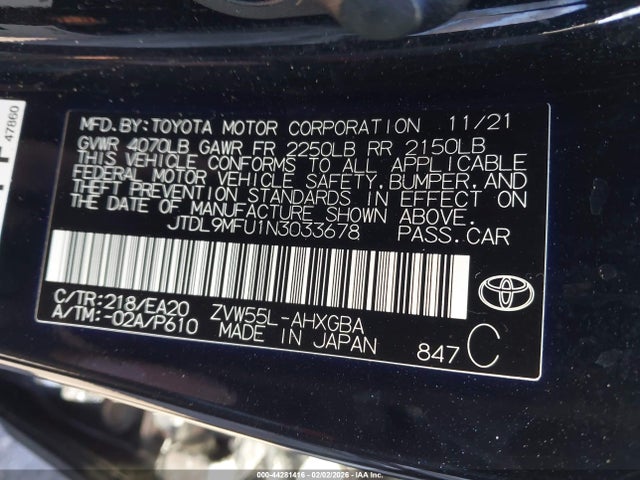 MFD.BY:TOYOTA MOTOR CORPORATION 11/21
GVWR 4070LB GAWR FR 2250LB RR 2150LB
THIS VEHICLE CONFORMS TO ALL APPLICABLE
FEDERAL MOTOR VEHICLE SAFETY,BUMPER,AND
THEFT PREVENTION STANDARDS IN EFFECT ON
THE DATE OF MANUFACTURE SHOWN ABOVE.
JTDL9MFU1N3033678 PASS.CAR
C/TR:218/EA20 ZVW55L-AHXGBA
A/TM:-02A/P610 MADE IN JAPAN 847 C
47860
000-44281416 - 02/02/2026 - IAAI, Inc.